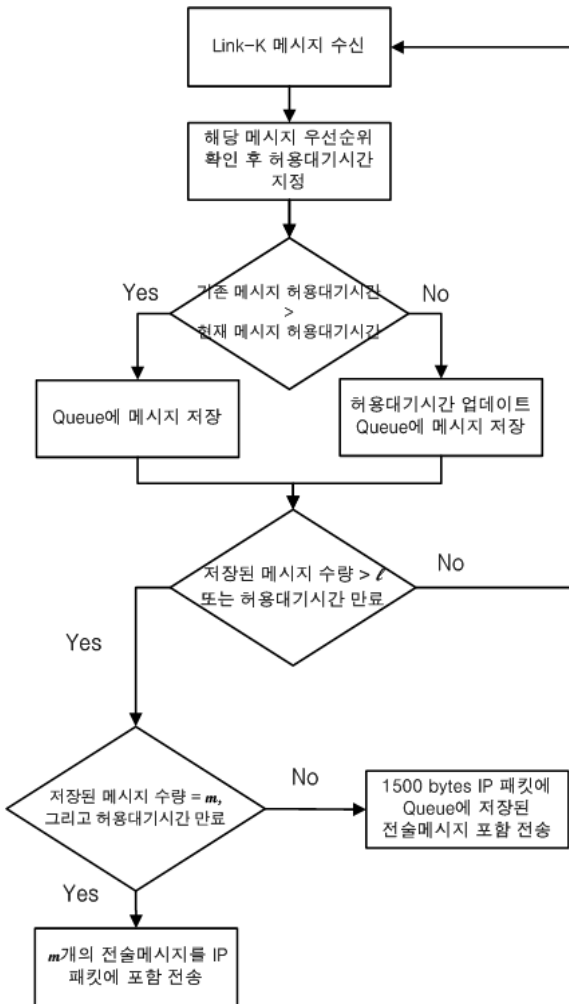 Link-K 메시지 수신
해당 메시지 우선순위
확인 후 허용대기시간
지정
Yes
기존 메시지 허용대기시간
>
현재 메시지 허용대기시간
No
Queue에 메시지 저장
허용대기시간 업데이트
Queue에 메시지 저장
저장된 메시지 수량 > ℓ
또는 허용대기시간 만료
No
Yes
저장된 메시지 수량 = m,
그리고 허용대기시간 만료
No
1500 bytes IP 패킷에
Queue에 저장된
전술메시지 포함 전송
Yes
m개의 전술메시지를 IP
패킷에 포함 전송